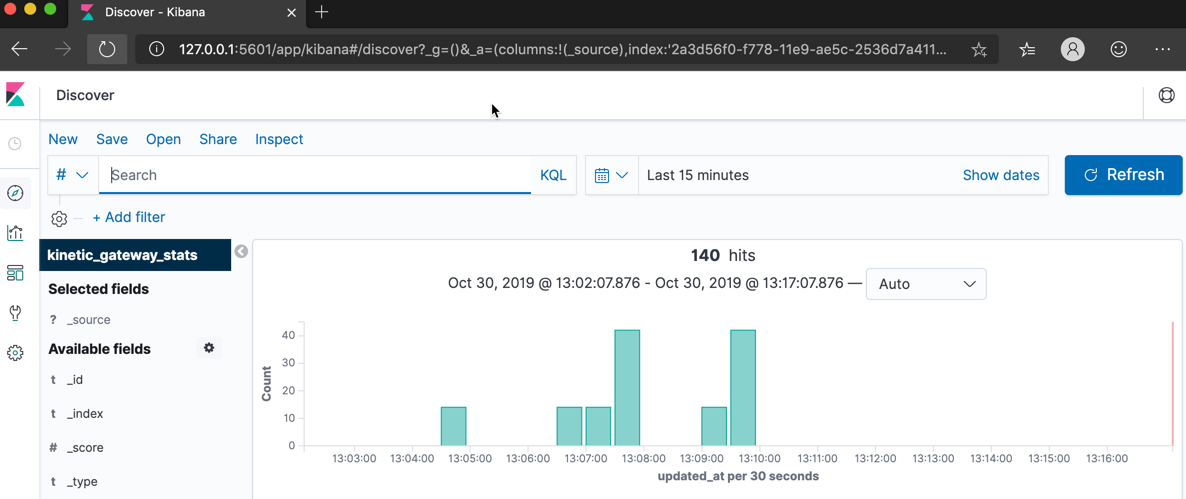 Discover - Kibana
127.0.0.1:5601/app/kibana#/discover?_g=()&_a=(columns:!(_source),index:'2a3d56f0-f778-11e9-ae5c-2536d7a411...
Discover
New Save Open Share Inspect
# Search KQL Last 15 minutes Show dates Refresh
+ Add filter
kinetic_gateway_stats
140 hits
Selected fields
Oct 30, 2019 @ 13:02:07.876 - Oct 30, 2019 @ 13:17:07.876 — Auto
? _source
Available fields
t _id
t _index
# _score
t _type
Count
40
30
20
10
0
13:03:00 13:04:00 13:05:00 13:06:00 13:07:00 13:08:00 13:09:00 13:10:00 13:11:00 13:12:00 13:13:00 13:14:00 13:15:00 13:16:00
updated_at per 30 seconds